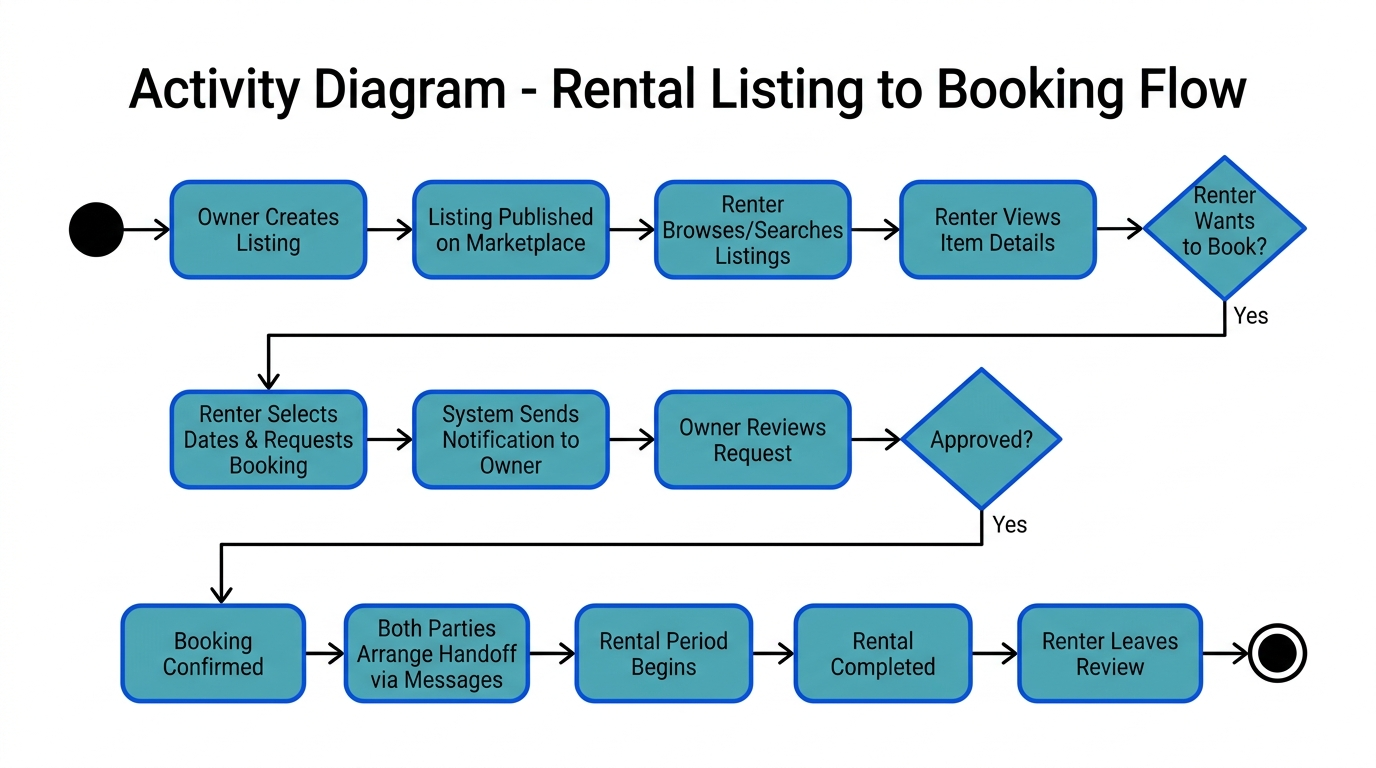 Activity Diagram - Rental Listing to Booking Flow
Owner Creates
Listing
Listing Published
on Marketplace
Renter
Browses/Searches
Listings
Renter Views
Item Details
Renter
Wants
to Book?
Yes
Renter Selects
Dates & Requests
Booking
System Sends
Notification to
Owner
Owner Reviews
Request
Approved?
Yes
Booking
Confirmed
Both Parties
Arrange Handoff
via Messages
Rental Period
Begins
Rental
Completed
Renter Leaves
Review